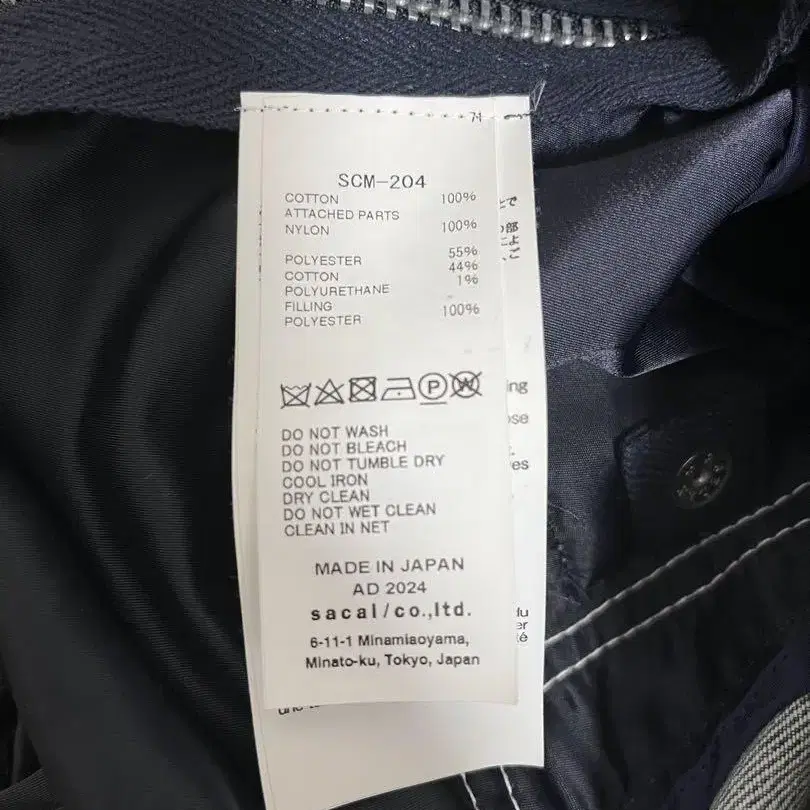 SCM-204
COTTON 100%
ATTACHED PARTS
NYLON 100%
POLYESTER 55%
COTTON 44%
POLYURETHANE 1%
FILLING
POLYESTER 100%
P W
DO NOT WASH
DO NOT BLEACH
DO NOT TUMBLE DRY
COOL IRON
DRY CLEAN
DO NOT WET CLEAN
CLEAN IN NET
MADE IN JAPAN
AD 2024
sacai/co.,ltd.
6-11-1 Minamiaoyama,
Minato-ku, Tokyo, Japan